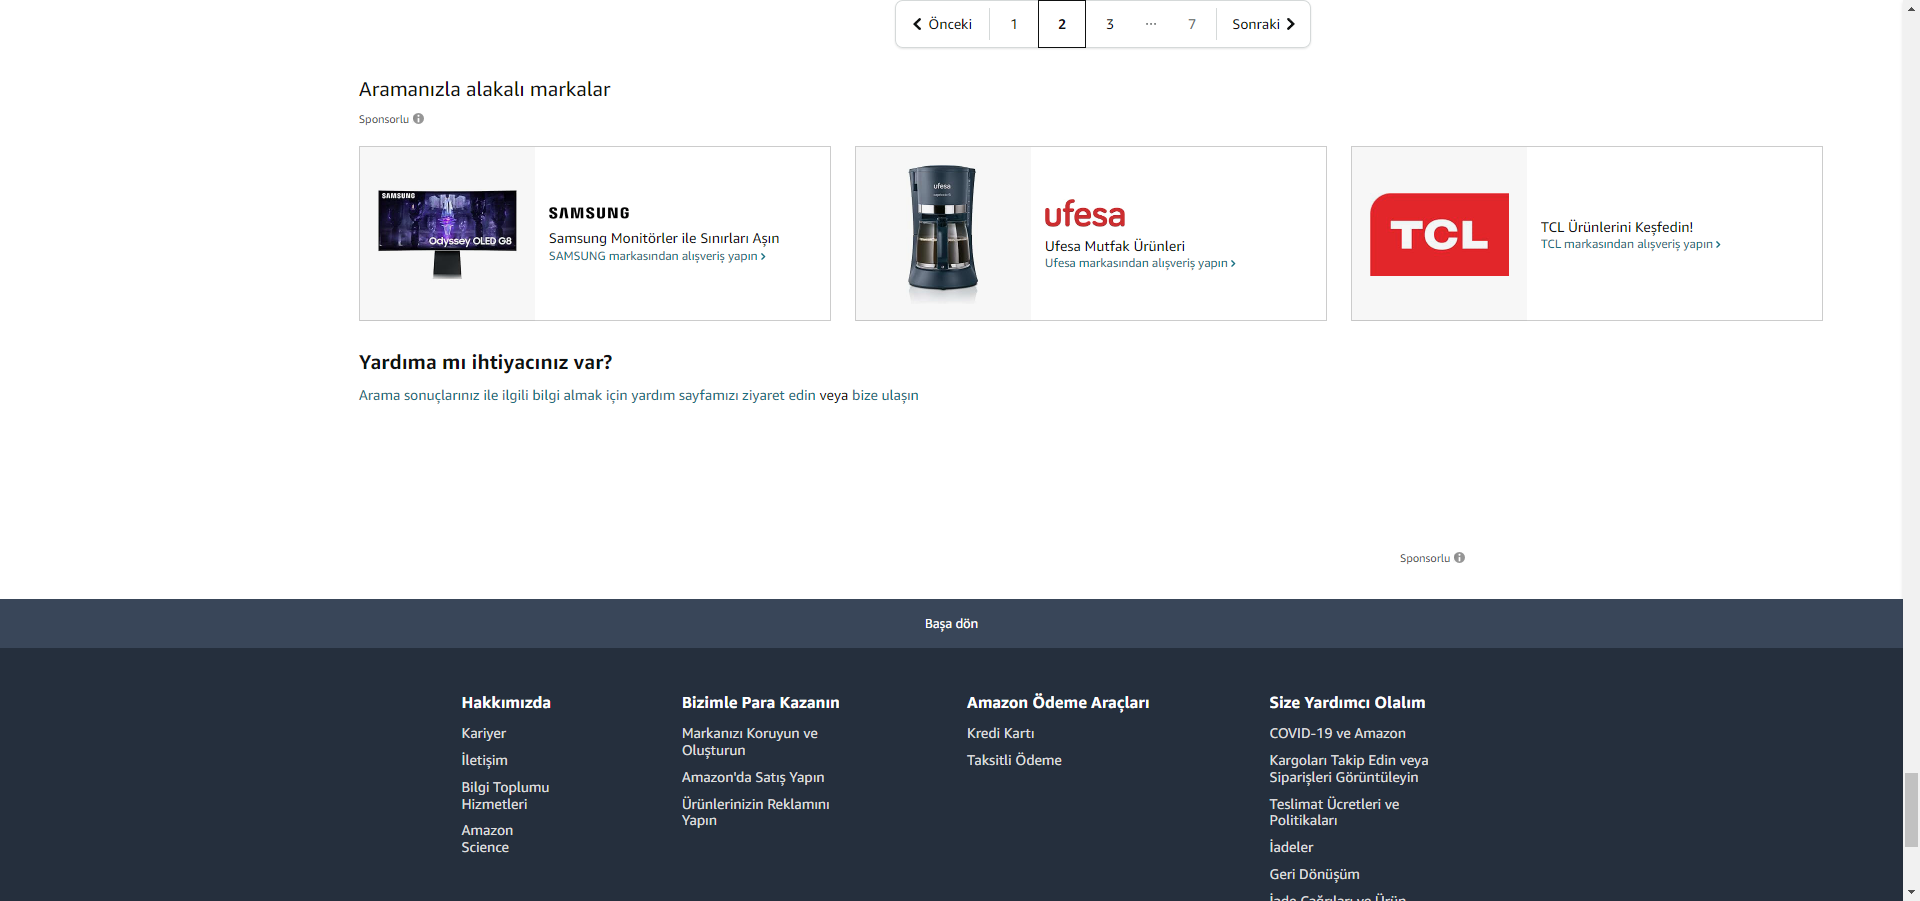 Önceki 1 2 3 ... 7 Sonraki
Aramanızla alakalı markalar
Sponsorlu
SAMSUNG
Odyssey OLED G8
SAMSUNG
Samsung Monitörler ile Sınırları Aşın
SAMSUNG markasından alışveriş yapın
ufesa
ufesa
Ufesa Mutfak Ürünleri
Ufesa markasından alışveriş yapın
TCL
TCL Ürünlerini Keşfedin!
TCL markasından alışveriş yapın
Yardıma mı ihtiyacınız var?
Arama sonuçlarınız ile ilgili bilgi almak için yardım sayfamızı ziyaret edin veya bize ulaşın
Sponsorlu
Başa dön
Hakkımızda
Kariyer
İletişim
Bilgi Toplumu
Hizmetleri
Amazon
Science
Bizimle Para Kazanın
Markanızı Koruyun ve
Oluşturun
Amazon'da Satış Yapın
Ürünlerinizin Reklamını
Yapın
Amazon Ödeme Araçları
Kredi Kartı
Taksitli Ödeme
Size Yardımcı Olalım
COVID-19 ve Amazon
Kargoları Takip Edin veya
Siparişleri Görüntüleyin
Teslimat Ücretleri ve
Politikaları
İadeler
Geri Dönüşüm
İade Çağrıları ve Ürün